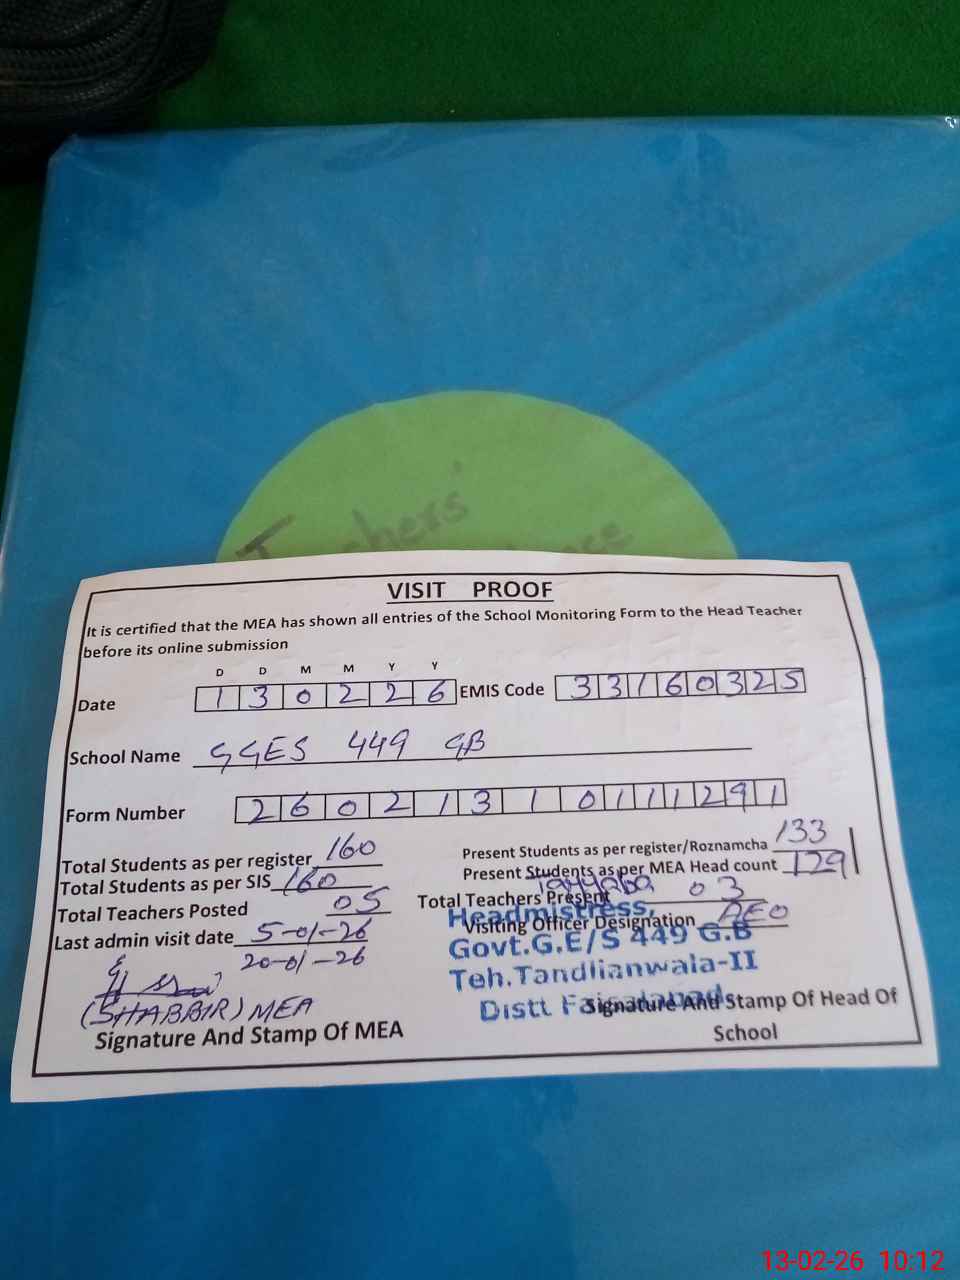 Teachers'
VISIT PROOF
It is certified that the MEA has shown all entries of the School Monitoring Form to the Head Teacher
before its online submission
D D M M Y Y
Date 1 3 0 2 2 6 EMIS Code 3 3 1 6 0 3 2 5
School Name GGES 449 GB
Form Number 2 6 0 2 1 3 1 0 1 1 1 2 9 1
Total Students as per register 160 Present Students as per register/Roznamcha 133
Total Students as per SIS 160 Present Students as per MEA Head count 129
Total Teachers Posted 05 Total Teachers Present 03
Tayyaba
Last admin visit date 5-01-26 Visiting Officer Designation AEO
20-01-26
Headmistress
Govt.G.E/S 449 G.B
Teh.Tandlianwala-II
Distt Faisalabad
(SHABBIR) MEA
Signature And Stamp Of MEA Signature And Stamp Of Head Of
School
13-02-26 10:12